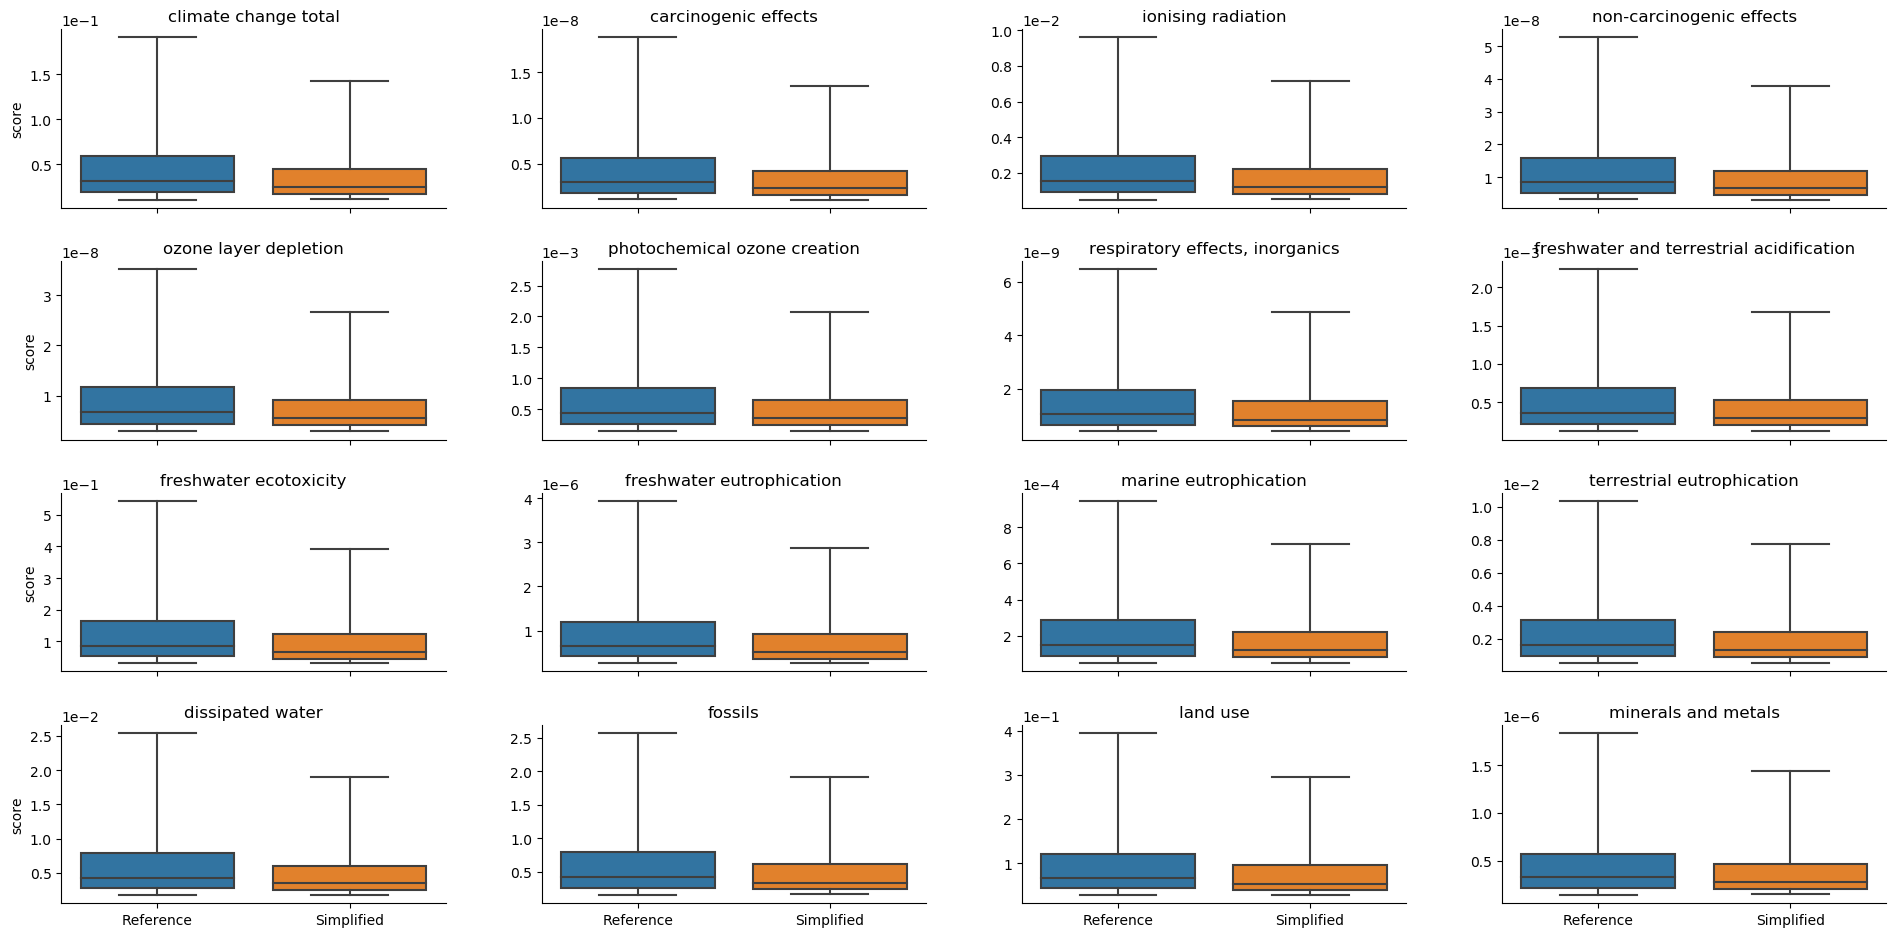 climate change total
1e−1
1.5
1.0
0.5
score
carcinogenic effects
1e−8
1.5
1.0
0.5
ionising radiation
1e−2
1.0
0.8
0.6
0.4
0.2
non-carcinogenic effects
1e−8
5
4
3
2
1
ozone layer depletion
1e−8
3
2
1
score
photochemical ozone creation
1e−3
2.5
2.0
1.5
1.0
0.5
respiratory effects, inorganics
1e−9
6
4
2
freshwater and terrestrial acidification
1e−3
2.0
1.5
1.0
0.5
freshwater ecotoxicity
1e−1
5
4
3
2
1
score
freshwater eutrophication
1e−6
4
3
2
1
marine eutrophication
1e−4
8
6
4
2
terrestrial eutrophication
1e−2
1.0
0.8
0.6
0.4
0.2
dissipated water
1e−2
2.5
2.0
1.5
1.0
0.5
score
Reference Simplified
fossils
2.5
2.0
1.5
1.0
0.5
Reference Simplified
land use
1e−1
4
3
2
1
Reference Simplified
minerals and metals
1e−6
1.5
1.0
0.5
Reference Simplified